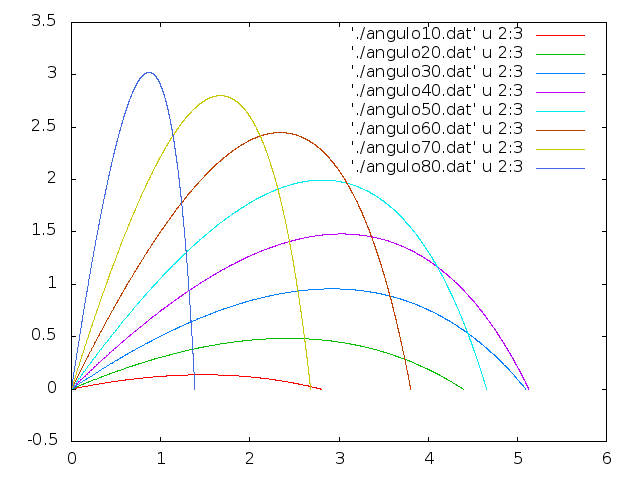 3.5
3
2.5
2
1.5
1
0.5
0
-0.5
0 1 2 3 4 5 6
'./angulo10.dat' u 2:3
'./angulo20.dat' u 2:3
'./angulo30.dat' u 2:3
'./angulo40.dat' u 2:3
'./angulo50.dat' u 2:3
'./angulo60.dat' u 2:3
'./angulo70.dat' u 2:3
'./angulo80.dat' u 2:3